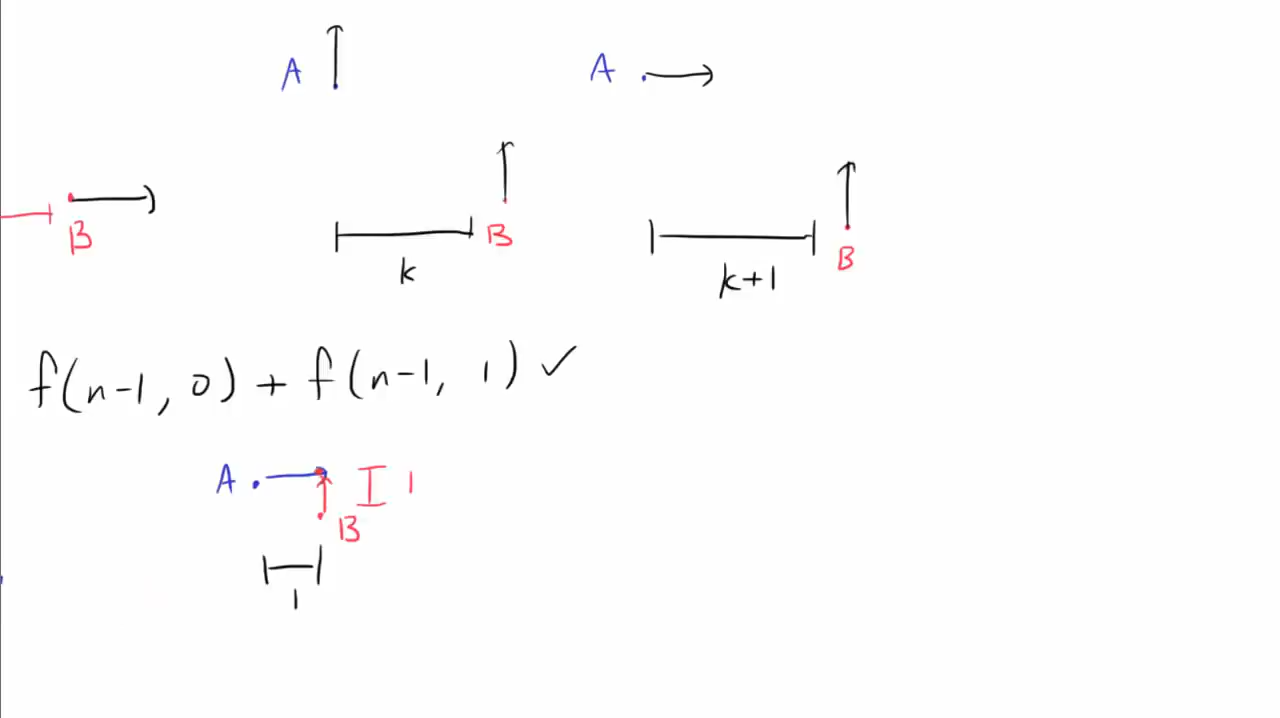 A A
B B B
k k+1
f(n-1, 0) + f(n-1, 1) ✓
A 1
B
1